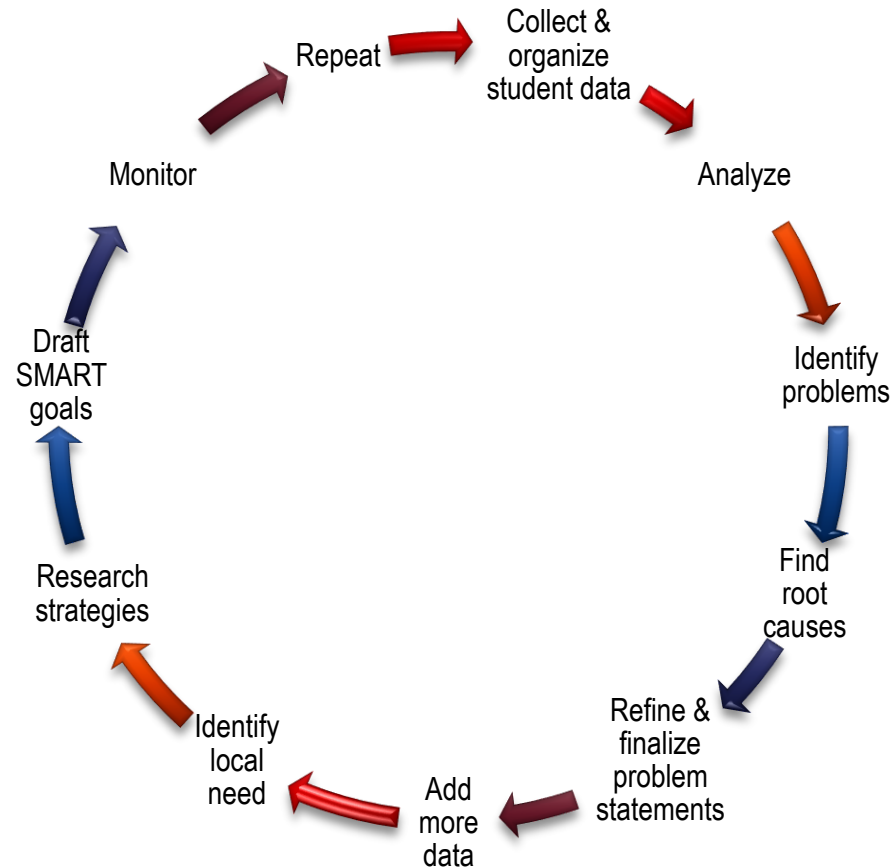 Collect &
organize
student data
Analyze
Identify
problems
Find
root
causes
Refine &
finalize
problem
statements
Add
more
data
Identify
local
need
Research
strategies
Draft
SMART
goals
Monitor
Repeat